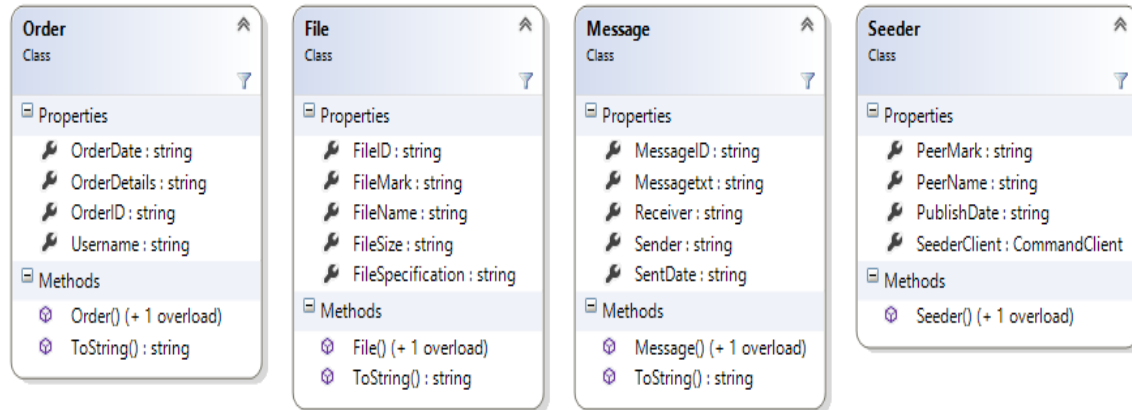 Order
Class
Properties
OrderDate : string
OrderDetails : string
OrderID : string
Username : string
Methods
Order() (+ 1 overload)
ToString() : string
File
Class
Properties
FileID : string
FileMark : string
FileName : string
FileSize : string
FileSpecification : string
Methods
File() (+ 1 overload)
ToString() : string
Message
Class
Properties
MessageID : string
Messagetxt : string
Receiver : string
Sender : string
SentDate : string
Methods
Message() (+ 1 overload)
ToString() : string
Seeder
Class
Properties
PeerMark : string
PeerName : string
PublishDate : string
SeederClient : CommandClient
Methods
Seeder() (+ 1 overload)